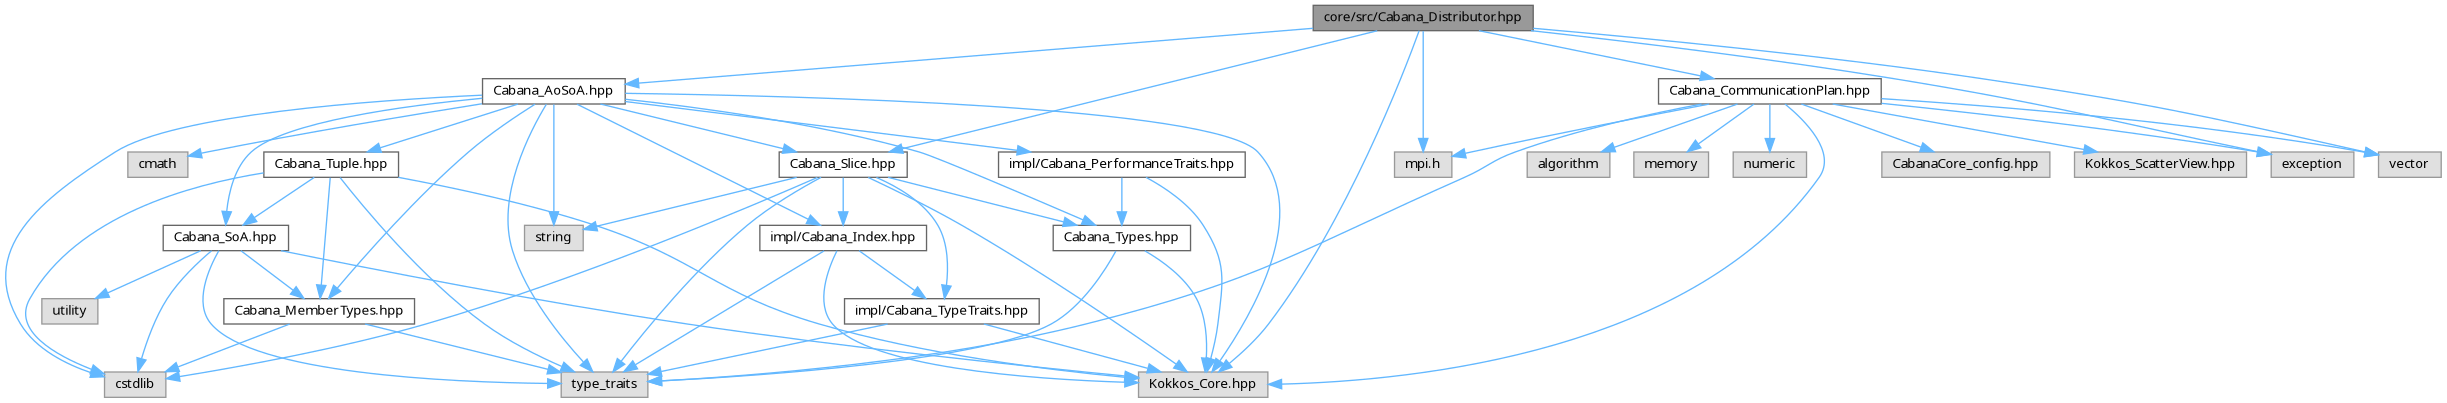 core/src/Cabana_Distributor.hpp
Cabana_AoSoA.hpp
Cabana_CommunicationPlan.hpp
cmath
Cabana_Tuple.hpp
Cabana_Slice.hpp
impl/Cabana_PerformanceTraits.hpp
mpi.h
algorithm
memory
numeric
CabanaCore_config.hpp
Kokkos_ScatterView.hpp
exception
vector
Cabana_SoA.hpp
string
impl/Cabana_Index.hpp
Cabana_Types.hpp
utility
Cabana_MemberTypes.hpp
impl/Cabana_TypeTraits.hpp
cstdlib
type_traits
Kokkos_Core.hpp